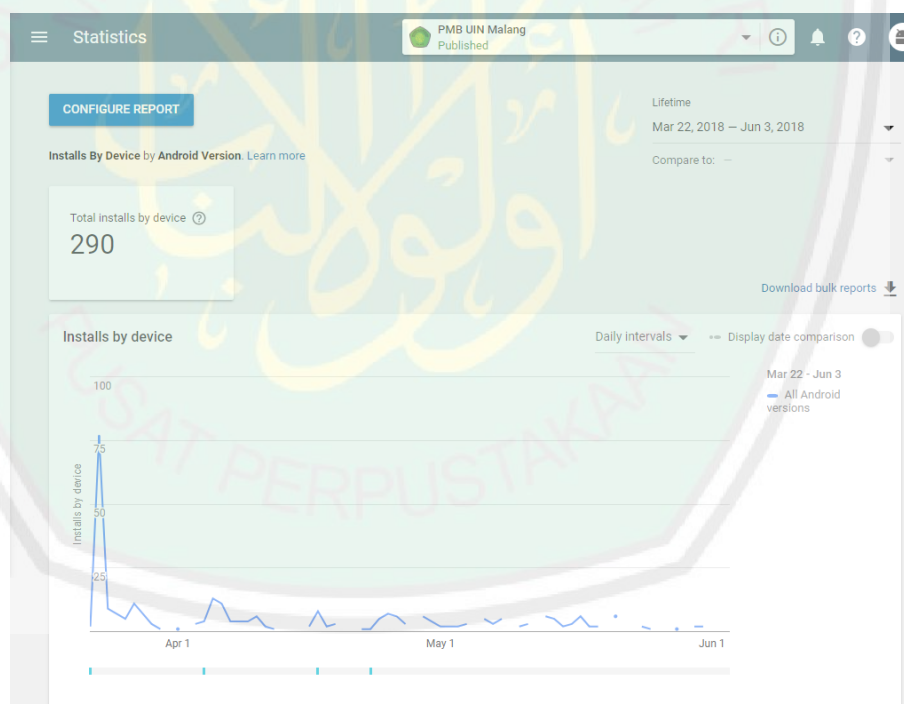 Statistics
PMB UIN Malang
Published
CONFIGURE REPORT
Lifetime
Mar 22, 2018 — Jun 3, 2018
Compare to: —
Installs By Device by Android Version. Learn more
Total installs by device
290
Download bulk reports
Installs by device
Daily intervals
Display date comparison
Mar 22 - Jun 3
All Android
versions
100
75
50
25
Installs by device
Apr 1
May 1
Jun 1
PUSAT PERPUSTAKAAN